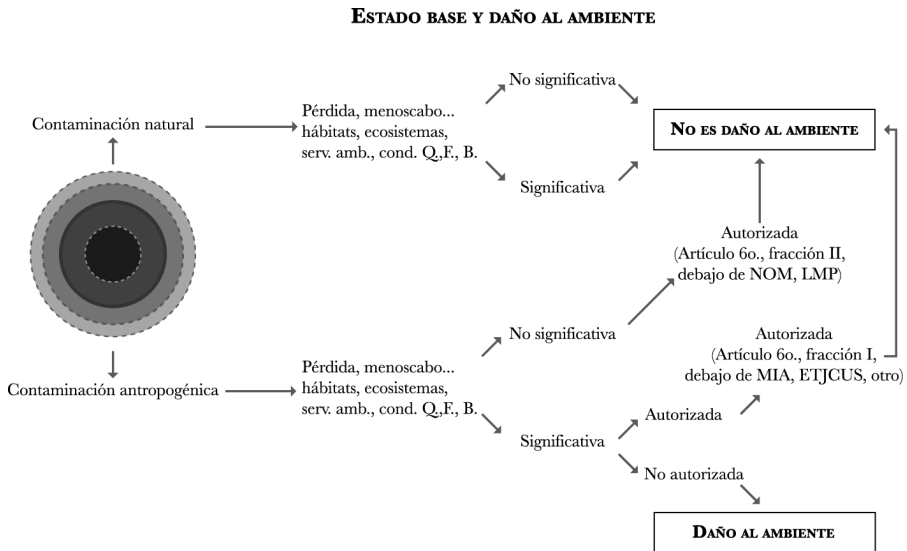 ESTADO BASE Y DAÑO AL AMBIENTE
No significativa
Pérdida, menoscabo...
hábitats, ecosistemas,
serv. amb., cond. Q.,F., B.
Contaminación natural
NO ES DAÑO AL AMBIENTE
Significativa
Autorizada
(Artículo 6o., fracción II,
debajo de NOM, LMP)
No significativa
Autorizada
(Artículo 6o., fracción I,
debajo de MIA, ETJCUS, otro)
Pérdida, menoscabo...
hábitats, ecosistemas,
serv. amb., cond. Q.,F., B.
Contaminación antropogénica
Significativa
Autorizada
No autorizada
DAÑO AL AMBIENTE